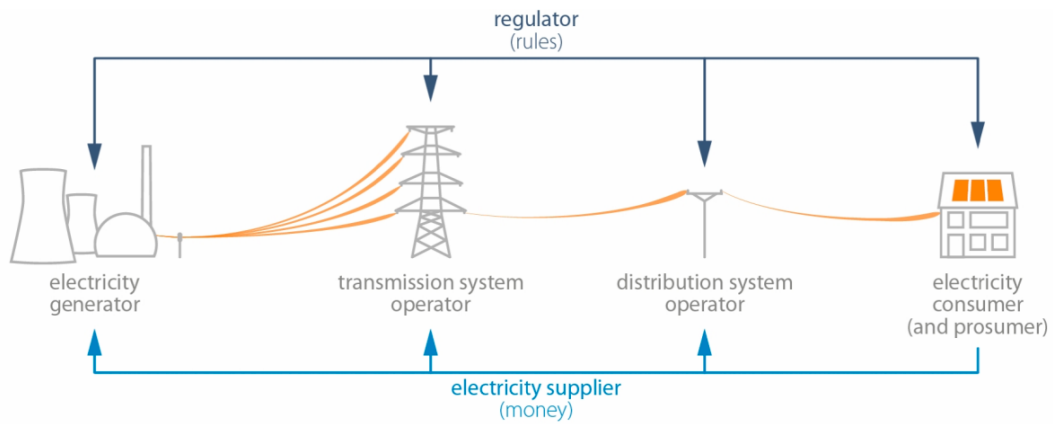 regulator
(rules)
electricity
generator
transmission system
operator
distribution system
operator
electricity
consumer
(and prosumer)
electricity supplier
(money)